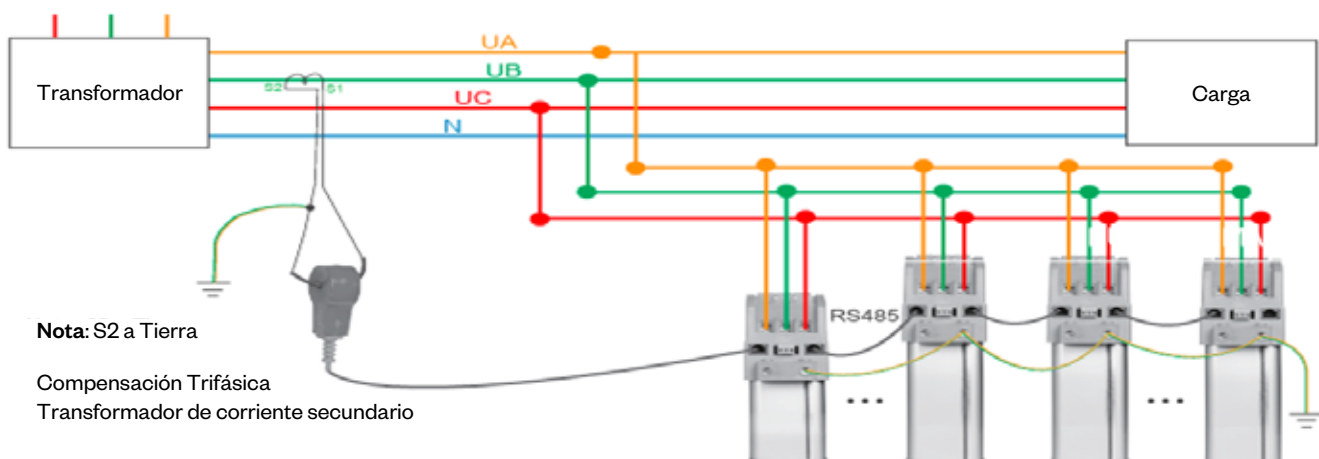 UA
UB
Transformador
S2 S1
UC
Carga
N
RS485
Nota: S2 a Tierra
Compensación Trifásica
Transformador de corriente secundario